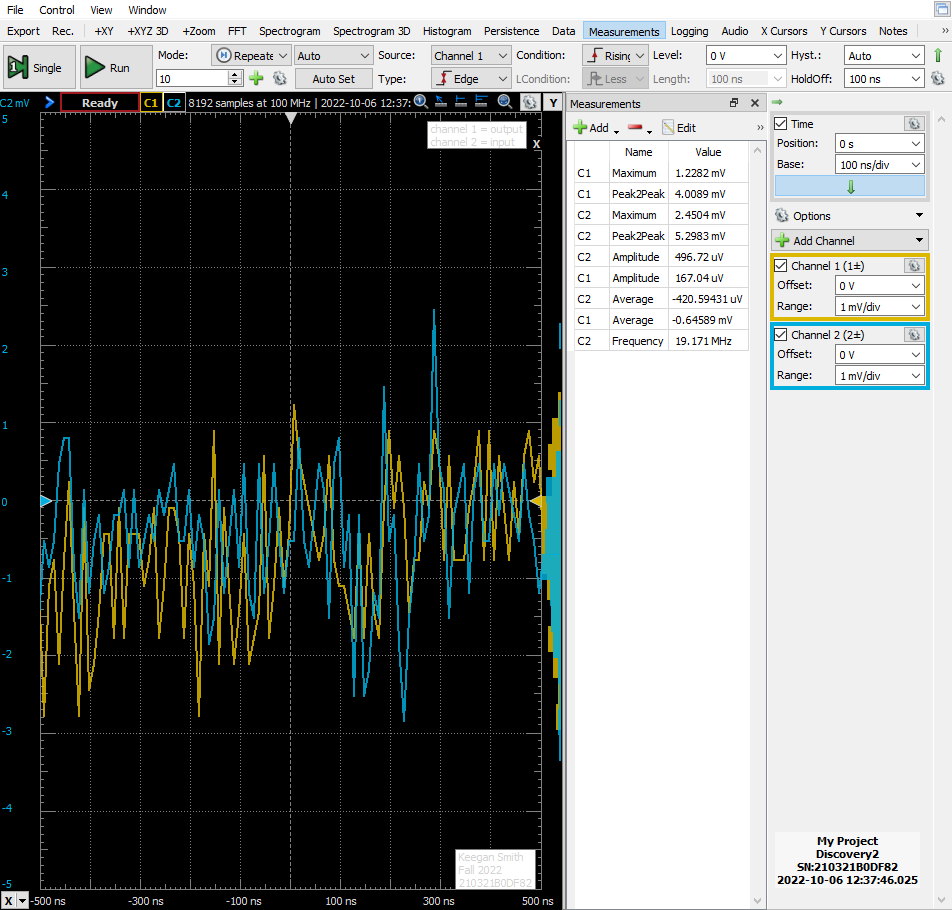 File Control View Window
Export Rec. +XY +XYZ 3D +Zoom FFT Spectrogram Spectrogram 3D Histogram Persistence Data Measurements Logging Audio X Cursors Y Cursors Notes »
Single Run Mode: Repeate Auto Source: Channel 1 Condition: Rising Level: 0 V Hyst.: Auto
10 Auto Set Type: Edge LCondition: Less Length: 100 ns HoldOff: 100 ns
C2 mV Ready C1 C2 8192 samples at 100 MHz | 2022-10-06 12:37: Y
channel 1 = output
channel 2 = input
X
5
4
3
2
1
0
-1
-2
-3
-4
-5
Keegan Smith
Fall 2022
210321B0DF82
X -500 ns -300 ns -100 ns 100 ns 300 ns 500 ns
Measurements
Add Edit »
Name Value
C1 Maximum 1.2282 mV
C1 Peak2Peak 4.0089 mV
C2 Maximum 2.4504 mV
C2 Peak2Peak 5.2983 mV
C2 Amplitude 496.72 uV
C1 Amplitude 167.04 uV
C2 Average -420.59431 uV
C1 Average -0.64589 mV
C2 Frequency 19.171 MHz
Time
Position: 0 s
Base: 100 ns/div
Options
Add Channel
Channel 1 (1±)
Offset: 0 V
Range: 1 mV/div
Channel 2 (2±)
Offset: 0 V
Range: 1 mV/div
My Project
Discovery2
SN:210321B0DF82
2022-10-06 12:37:46.025